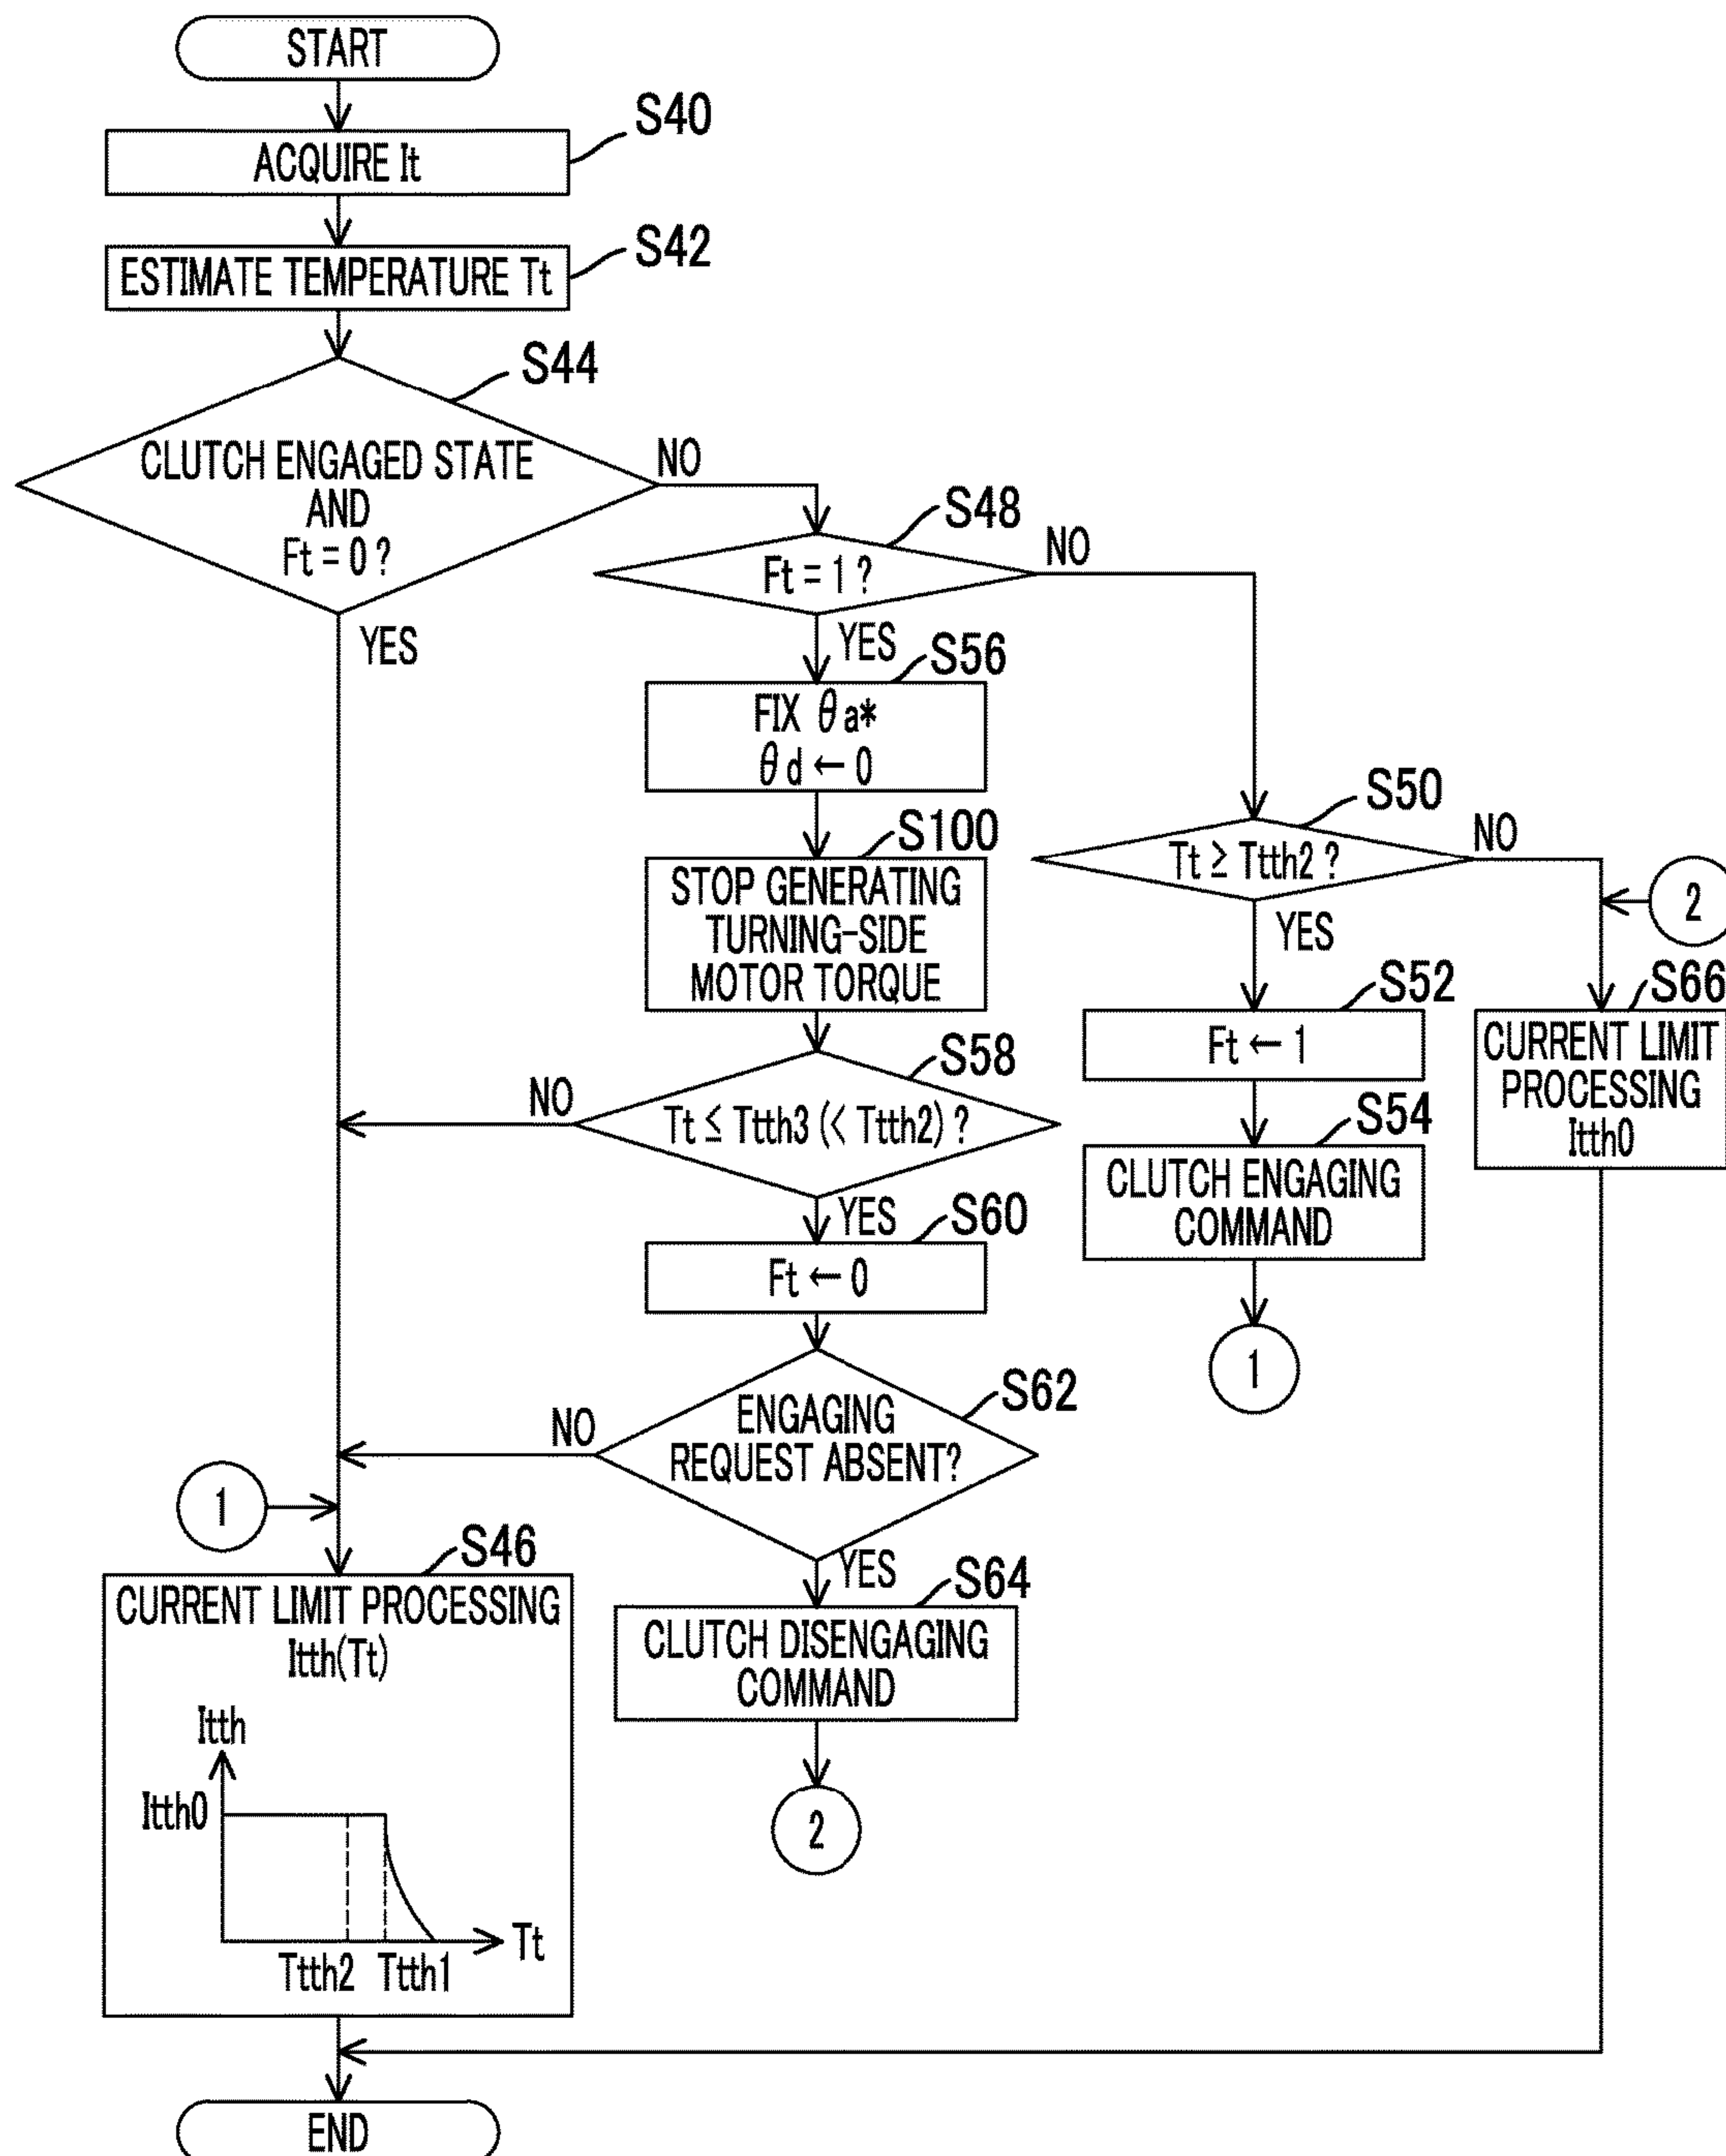 START
S40
ACQUIRE It
S42
ESTIMATE TEMPERATURE Tt
S44
CLUTCH ENGAGED STATE
AND
Ft = 0 ?
NO
YES
S48
Ft = 1 ?
NO
YES
S56
FIX θa*
θd ← 0
S100
STOP GENERATING
TURNING-SIDE
MOTOR TORQUE
S50
Tt ≥ Ttth2 ?
NO
YES
2
S52
Ft ← 1
S66
CURRENT LIMIT
PROCESSING
Itth0
S58
Tt ≤ Ttth3 (< Ttth2) ?
NO
YES
S54
CLUTCH ENGAGING
COMMAND
1
S60
Ft ← 0
S62
ENGAGING
REQUEST ABSENT?
NO
YES
1
S46
CURRENT LIMIT PROCESSING
Itth(Tt)
Itth
Itth0
Ttth2 Ttth1
Tt
S64
CLUTCH DISENGAGING
COMMAND
2
END